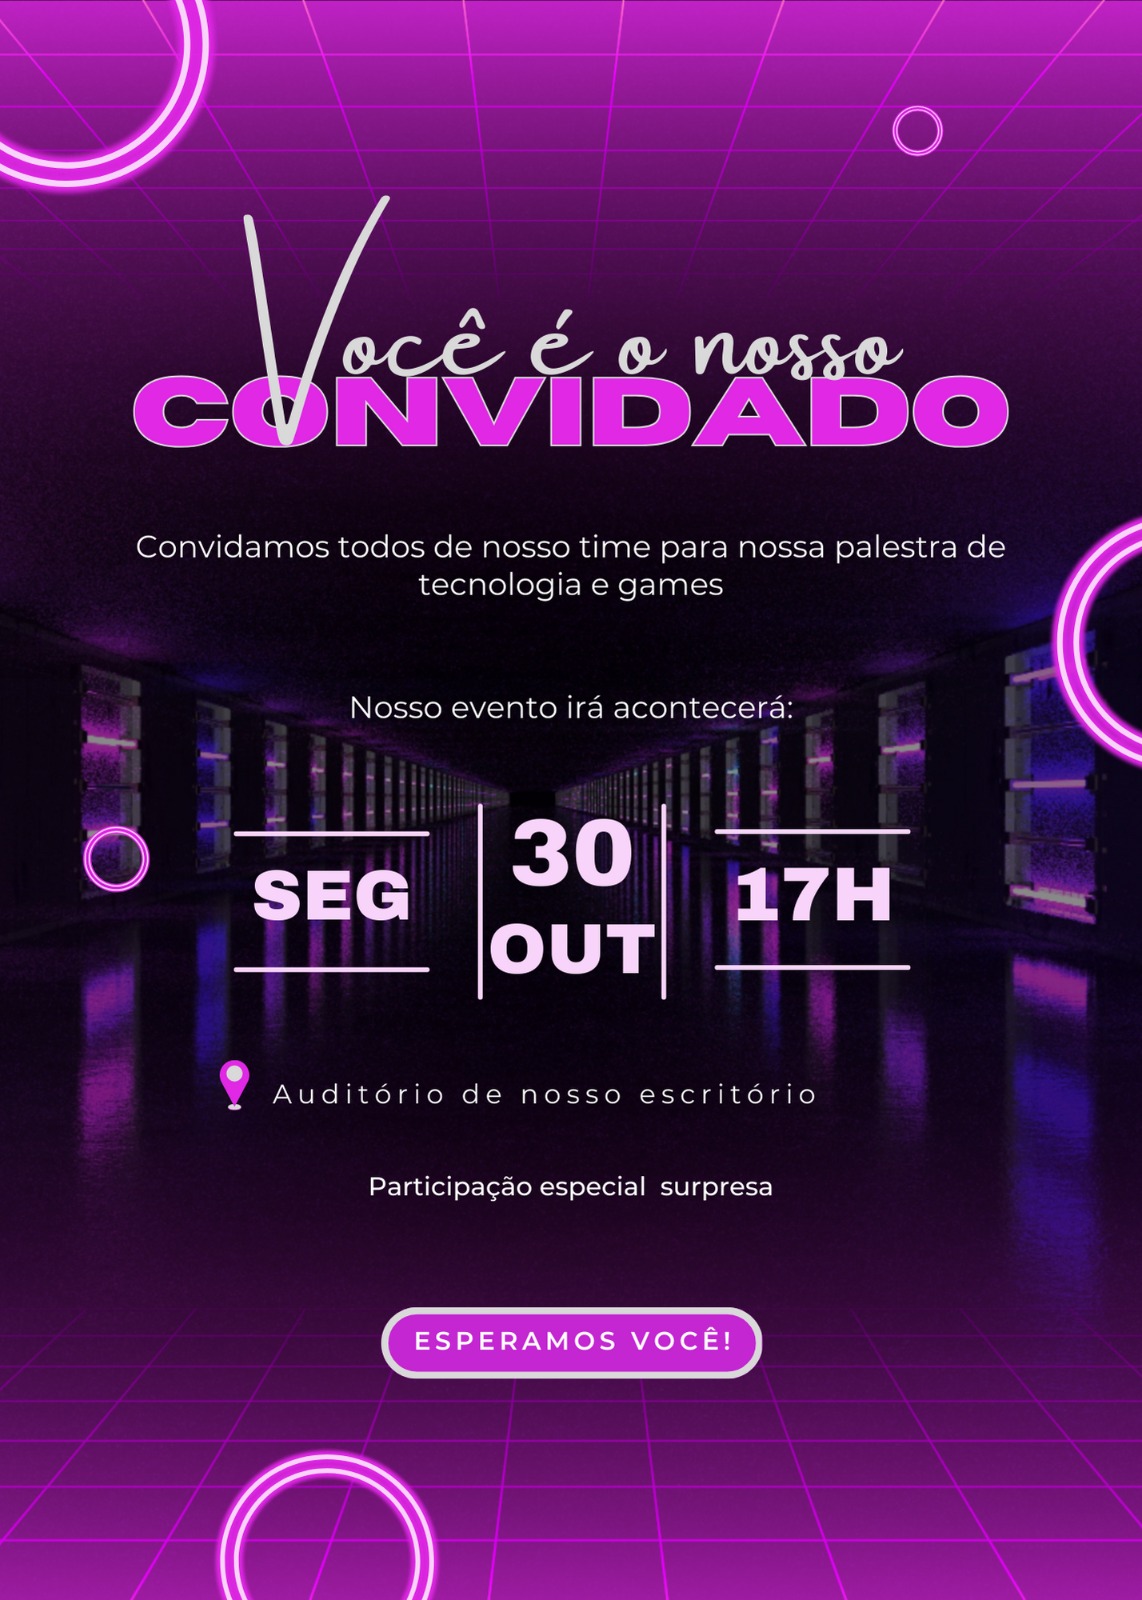 Você é o nosso
CONVIDADO
Convidamos todos de nosso time para nossa palestra de
tecnologia e games
Nosso evento irá acontecerá:
SEG
30
OUT
17H
Auditório de nosso escritório
Participação especial  surpresa
ESPERAMOS VOCÊ!